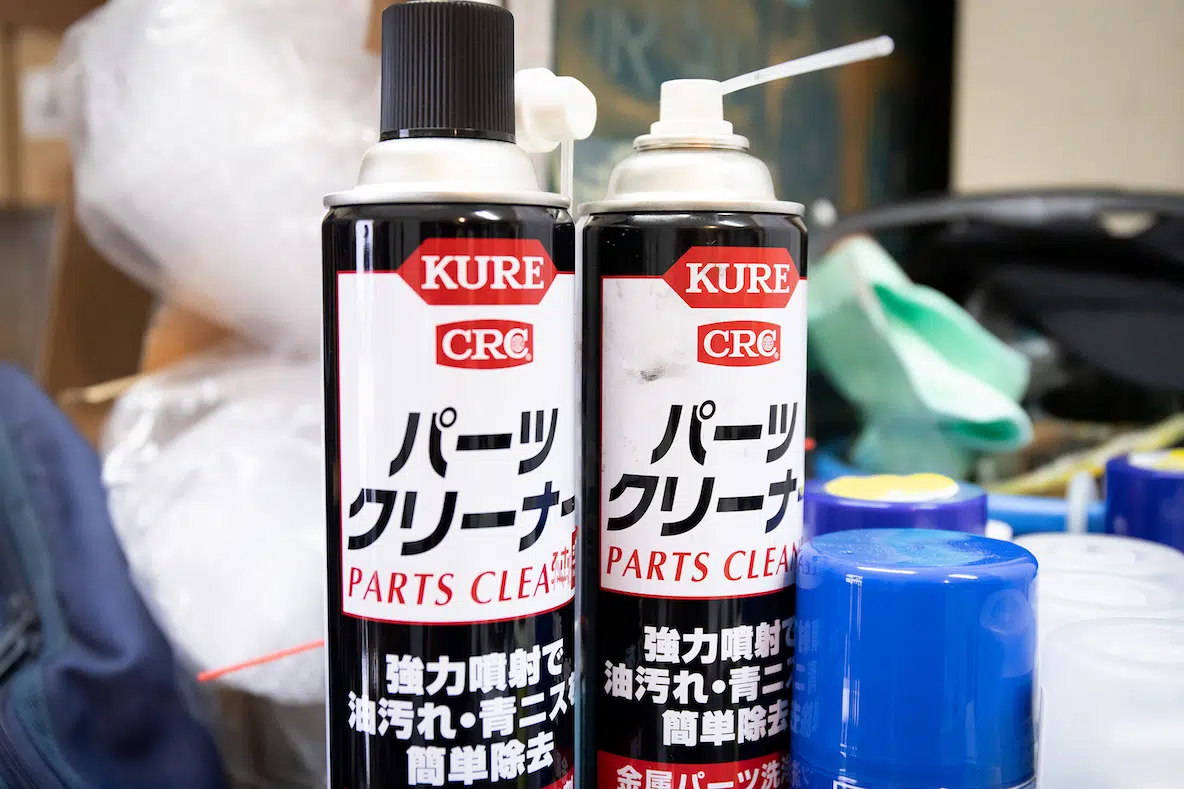 KURE
CRC
パーツ
クリーナー
PARTS CLEA
強力噴射で
油汚れ・青ニス
簡単除去
KURE
CRC
パーツ
クリーナー
PARTS CLEAN
強力噴射で
油汚れ・青ニス
簡単除去
金属パーツ洗